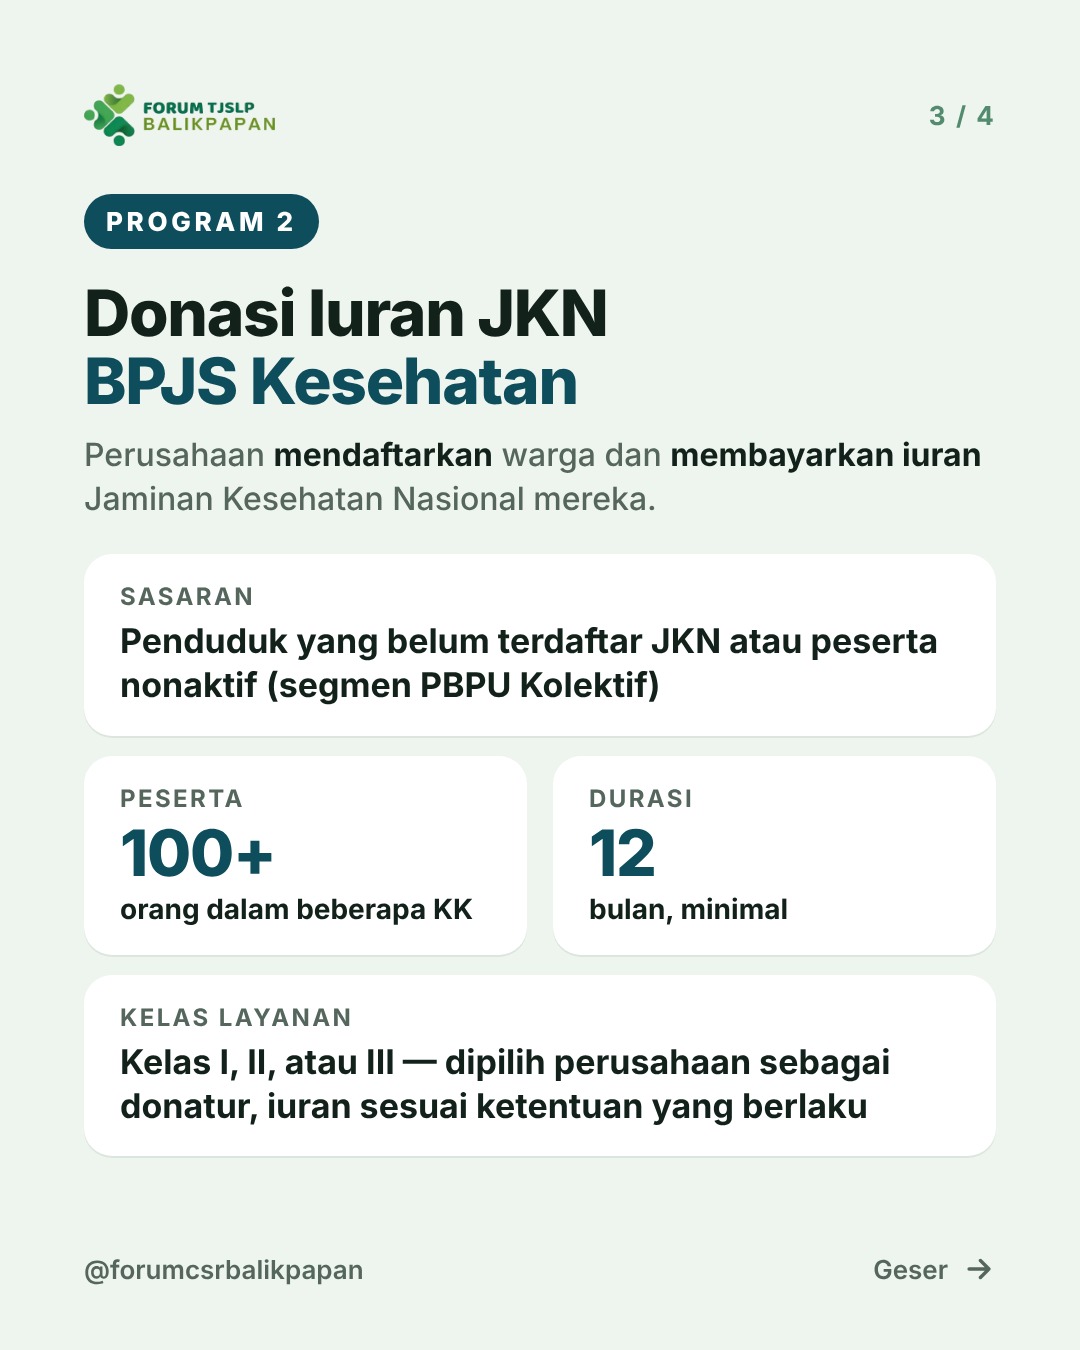 FORUM TJSLP
BALIKPAPAN
3 / 4
PROGRAM 2
Donasi Iuran JKN
BPJS Kesehatan
Perusahaan mendaftarkan warga dan membayarkan iuran
Jaminan Kesehatan Nasional mereka.
SASARAN
Penduduk yang belum terdaftar JKN atau peserta
nonaktif (segmen PBPU Kolektif)
PESERTA
100+
orang dalam beberapa KK
DURASI
12
bulan, minimal
KELAS LAYANAN
Kelas I, II, atau III — dipilih perusahaan sebagai
donatur, iuran sesuai ketentuan yang berlaku
@forumcsrbalikpapan
Geser →